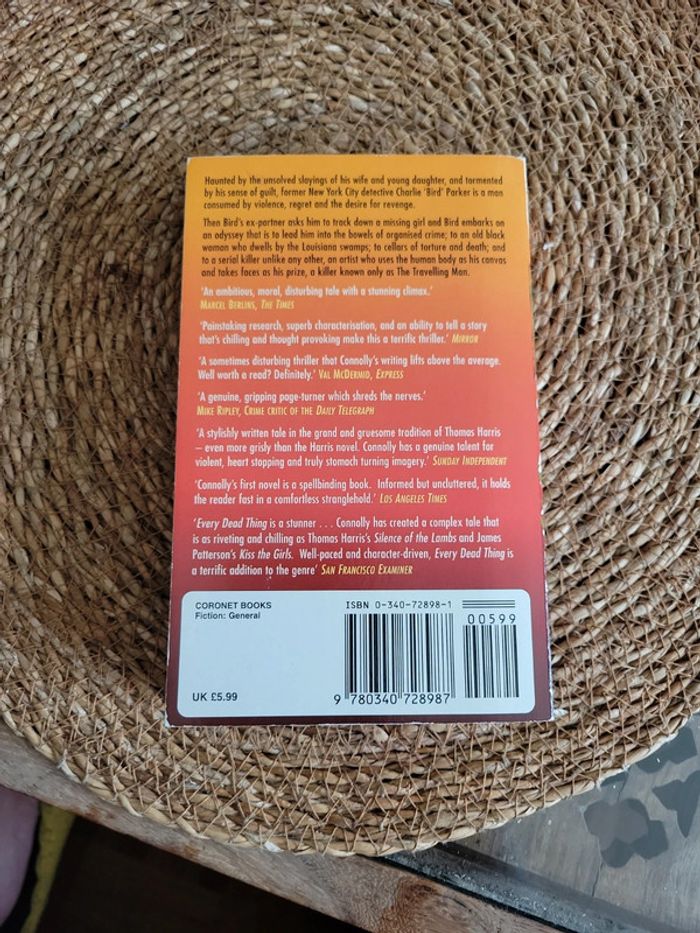 Haunted by the unsolved slayings of his wife and young daughter, and tormented
by his sense of guilt, former New York City detective Charlie 'Bird' Parker is a man
consumed by violence, regret and the desire for revenge.
Then Bird's ex-partner asks him to track down a missing girl and Bird embarks on
an odyssey that is to lead him into the bowels of organised crime; to an old black
woman who dwells by the Louisiana swamps; to cellars of torture and death; and
to a serial killer unlike any other, an artist who uses the human body as his canvas
and takes faces as his prize, a killer known only as The Travelling Man.
'An ambitious, moral, disturbing tale with a stunning climax.'
MARCEL BERLINS, THE TIMES
'Painstaking research, superb characterisation, and an ability to tell a story
that's chilling and thought provoking make this a terrific thriller.' MIRROR
'A sometimes disturbing thriller that Connolly's writing lifts above the average.
Well worth a read? Definitely.' VAL MCDERMID, EXPRESS
'A genuine, gripping page-turner which shreds the nerves.'
MIKE RIPLEY, CRIME CRITIC OF THE DAILY TELEGRAPH
'A stylishly written tale in the grand and gruesome tradition of Thomas Harris
– even more grisly than the Harris novel. Connolly has a genuine talent for
violent, heart stopping and truly stomach turning imagery.' SUNDAY INDEPENDENT
'Connolly's first novel is a spellbinding book. Informed but uncluttered, it holds
the reader fast in a comfortless stranglehold.' LOS ANGELES TIMES
'Every Dead Thing is a stunner . . . Connolly has created a complex tale that
is as riveting and chilling as Thomas Harris's Silence of the Lambs and James
Patterson's Kiss the Girls. Well-paced and character-driven, Every Dead Thing is
a terrific addition to the genre' SAN FRANCISCO EXAMINER
CORONET BOOKS
Fiction: General
UK £5.99
ISBN 0-340-72898-1
00599
9 780340 728987